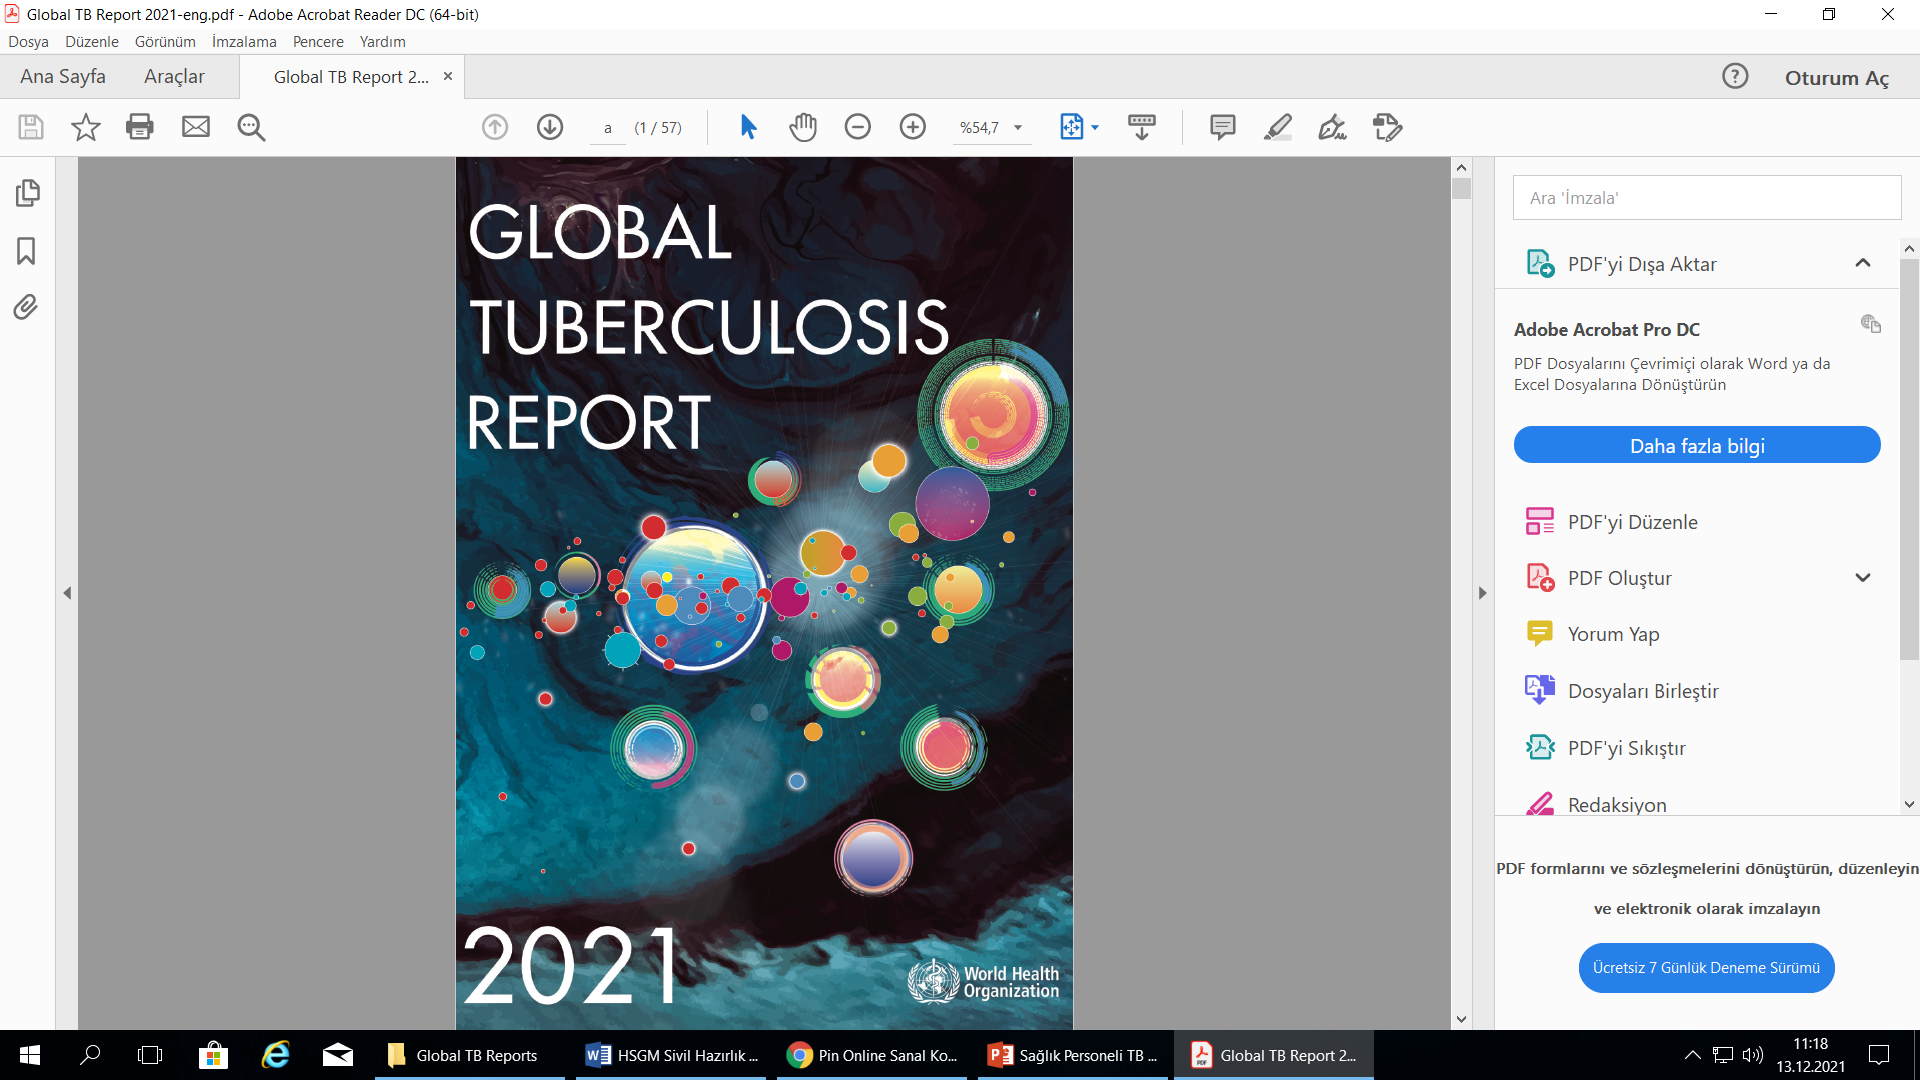 Global TB Report 2021-eng.pdf - Adobe Acrobat Reader DC (64-bit)
Dosya Düzenle Görünüm İmzalama Pencere Yardım
Ana Sayfa Araçlar Global TB Report 2... × ? Oturum Aç
a (1 / 57) %54,7
GLOBAL
TUBERCULOSIS
REPORT
2021
World Health
Organization
Ara 'İmzala'
PDF'yi Dışa Aktar
Adobe Acrobat Pro DC
PDF Dosyalarını Çevrimiçi olarak Word ya da
Excel Dosyalarına Dönüştürün
Daha fazla bilgi
PDF'yi Düzenle
PDF Oluştur
Yorum Yap
Dosyaları Birleştir
PDF'yi Sıkıştır
Redaksiyon
PDF formlarını ve sözleşmelerini dönüştürün, düzenleyin
ve elektronik olarak imzalayın
Ücretsiz 7 Günlük Deneme Sürümü
Global TB Reports
HSGM Sivil Hazırlık ...
Pin Online Sanal Ko...
Sağlık Personeli TB ...
Global TB Report 2...
11:18
13.12.2021